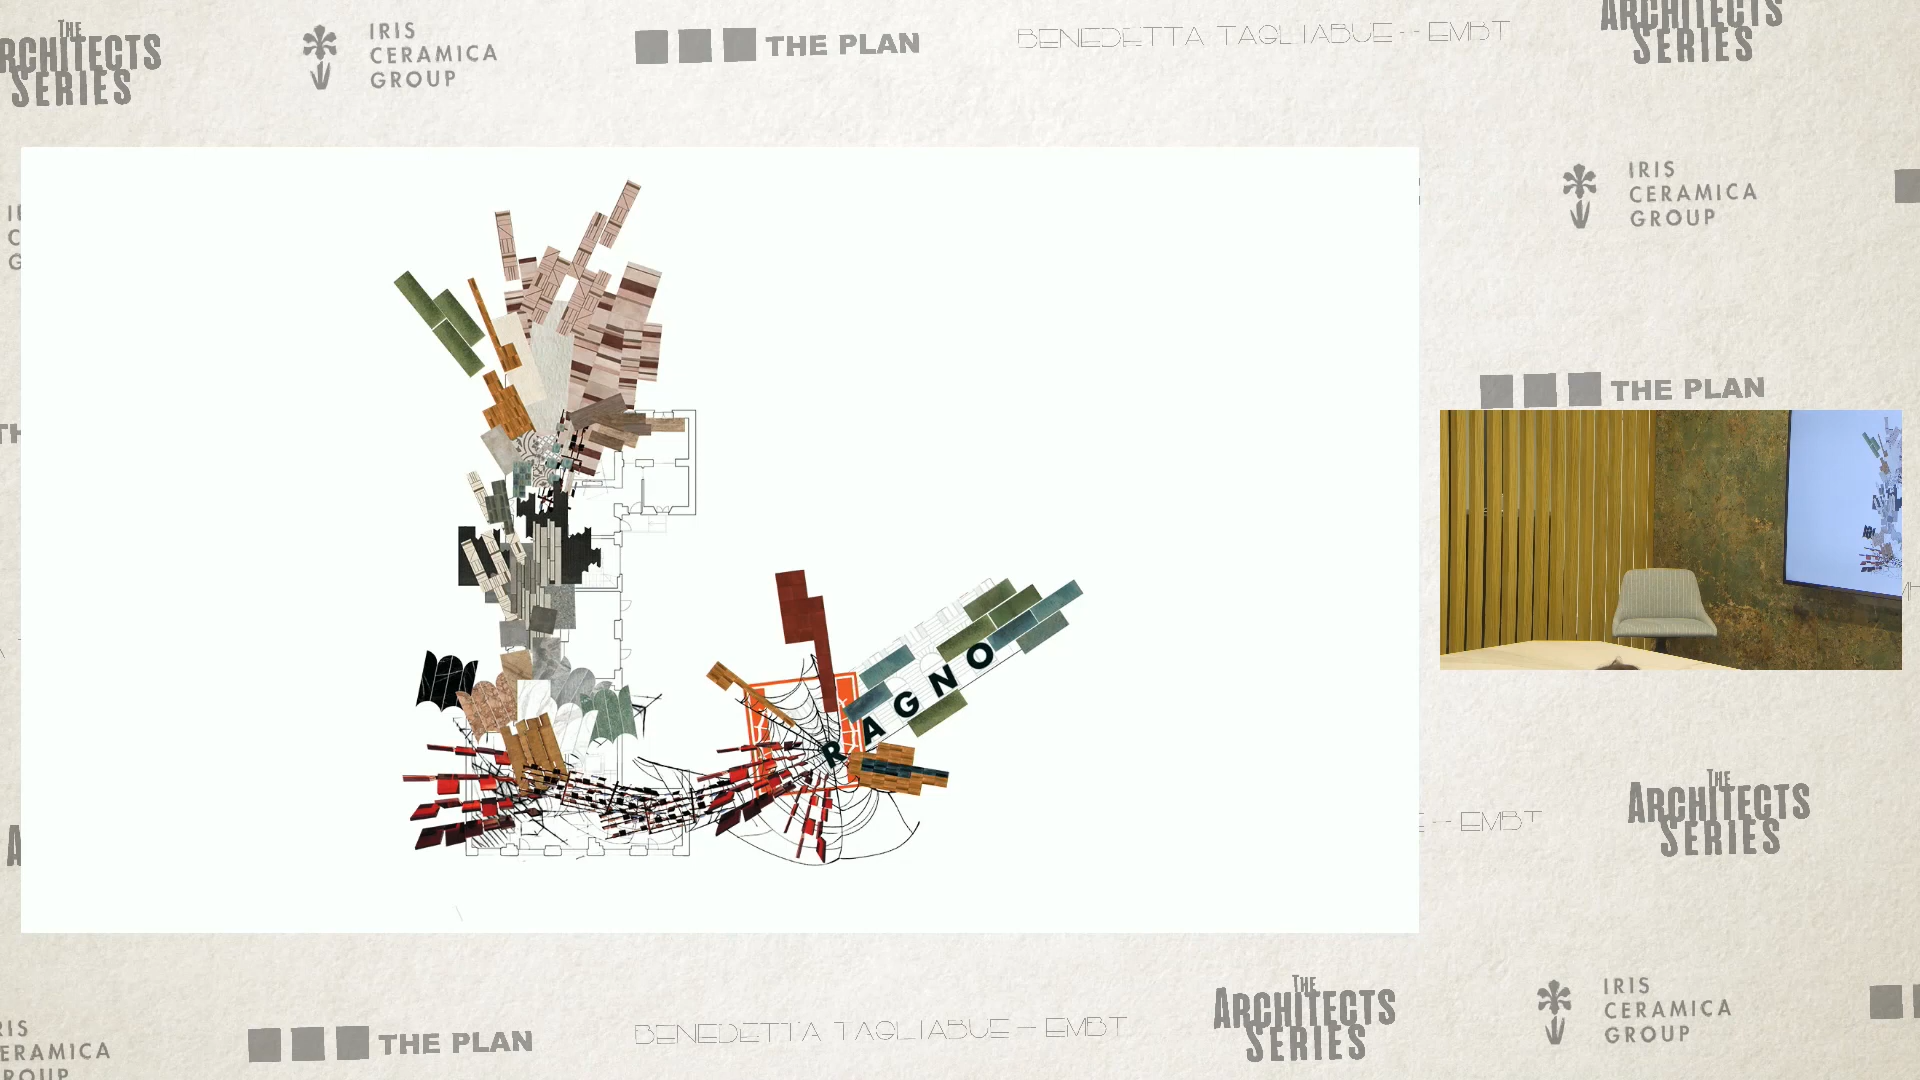 THE
ARCHITECTS
SERIES
IRIS
CERAMICA
GROUP
THE PLAN
BENEDETTA TAGLIABUE -- EMBT
ARCHITECTS
SERIES
IRIS
CERAMICA
GROUP
THE PLAN
RAGNO
EMBT
THE
ARCHITECTS
SERIES
THE PLAN
BENEDETTA TAGLIABUE - EMBT
THE
ARCHITECTS
SERIES
IRIS
CERAMICA
GROUP